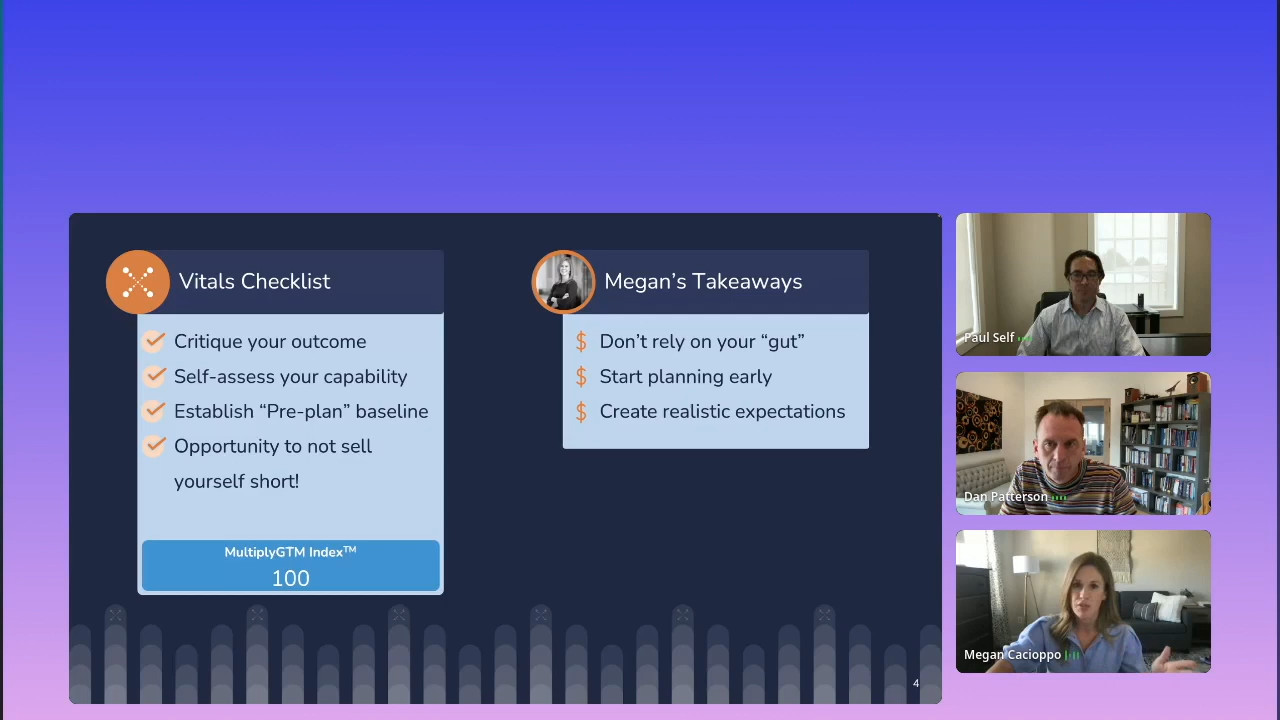 Vitals Checklist
Critique your outcome
Self-assess your capability
Establish “Pre-plan” baseline
Opportunity to not sell
yourself short!
MultiplyGTM Index™
100
Megan’s Takeaways
$ Don’t rely on your “gut”
$ Start planning early
$ Create realistic expectations
4
Paul Self
Dan Patterson
Megan Cacioppo